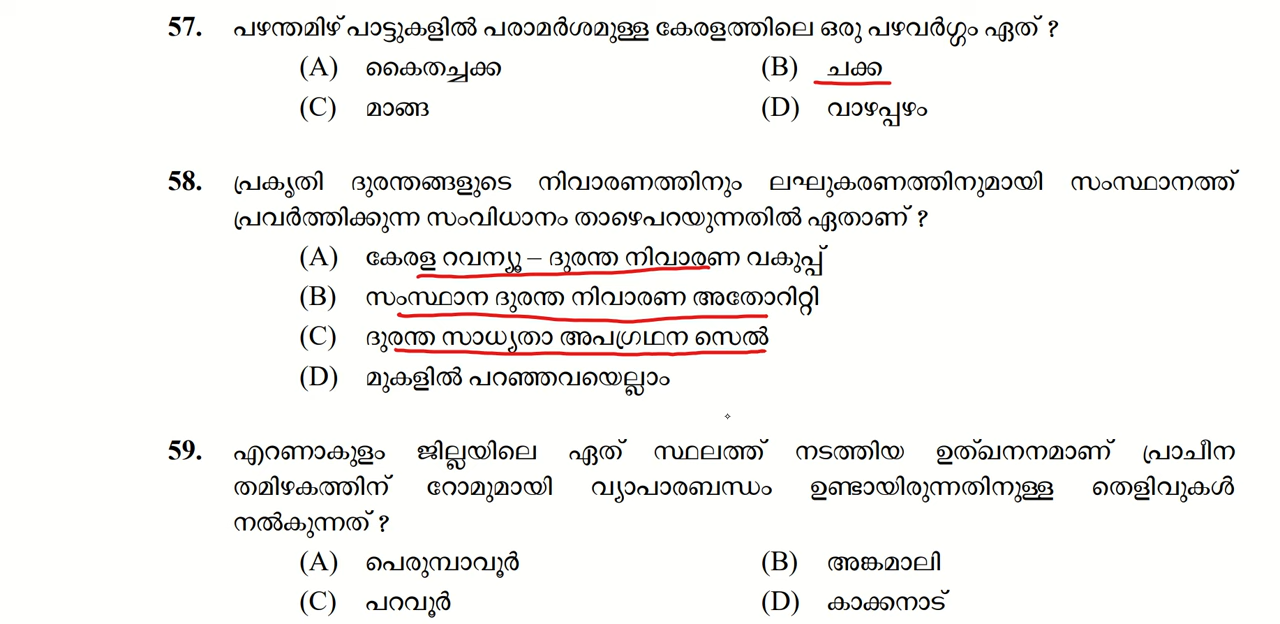 57. പഴന്തമിഴ് പാട്ടുകളിൽ പരാമർശമുള്ള കേരളത്തിലെ ഒരു പഴവർഗ്ഗം ഏത് ?
(A) കൈതച്ചക്ക (B) ചക്ക
(C) മാങ്ങ (D) വാഴപ്പഴം
58. പ്രകൃതി ദുരന്തങ്ങളുടെ നിവാരണത്തിനും ലഘുകരണത്തിനുമായി സംസ്ഥാനത്ത്
പ്രവർത്തിക്കുന്ന സംവിധാനം താഴെപറയുന്നതിൽ ഏതാണ് ?
(A) കേരള റവന്യൂ – ദുരന്ത നിവാരണ വകുപ്പ്
(B) സംസ്ഥാന ദുരന്ത നിവാരണ അതോറിറ്റി
(C) ദുരന്ത സാധ്യതാ അപഗ്രഥന സെൽ
(D) മുകളിൽ പറഞ്ഞവയെല്ലാം
59. എറണാകുളം ജില്ലയിലെ ഏത് സ്ഥലത്ത് നടത്തിയ ഉത്ഖനനമാണ് പ്രാചീന
തമിഴകത്തിന് റോമുമായി വ്യാപാരബന്ധം ഉണ്ടായിരുന്നതിനുള്ള തെളിവുകൾ
നൽകുന്നത് ?
(A) പെരുമ്പാവൂർ (B) അങ്കമാലി
(C) പറവൂർ (D) കാക്കനാട്